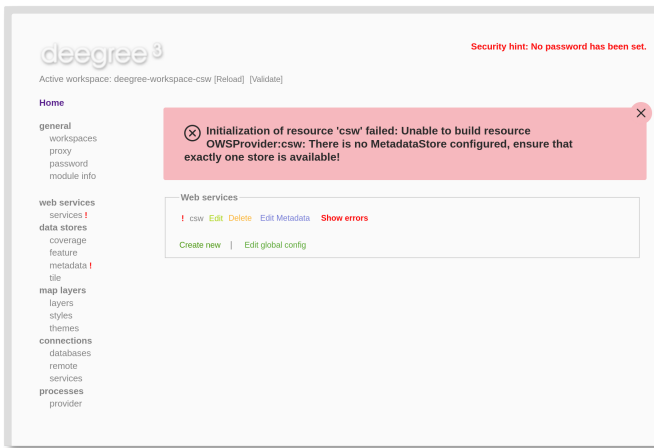 deegree 3
Security hint: No password has been set.
Active workspace: deegree-workspace-csw [Reload] [Validate]
Home
general
workspaces
proxy
password
module info
web services
services !
data stores
coverage
feature
metadata !
tile
map layers
layers
styles
themes
connections
databases
remote
services
processes
provider
Initialization of resource 'csw' failed: Unable to build resource
OWSProvider:csw: There is no MetadataStore configured, ensure that
exactly one store is available!
Web services
! csw Edit Delete Edit Metadata Show errors
Create new | Edit global config